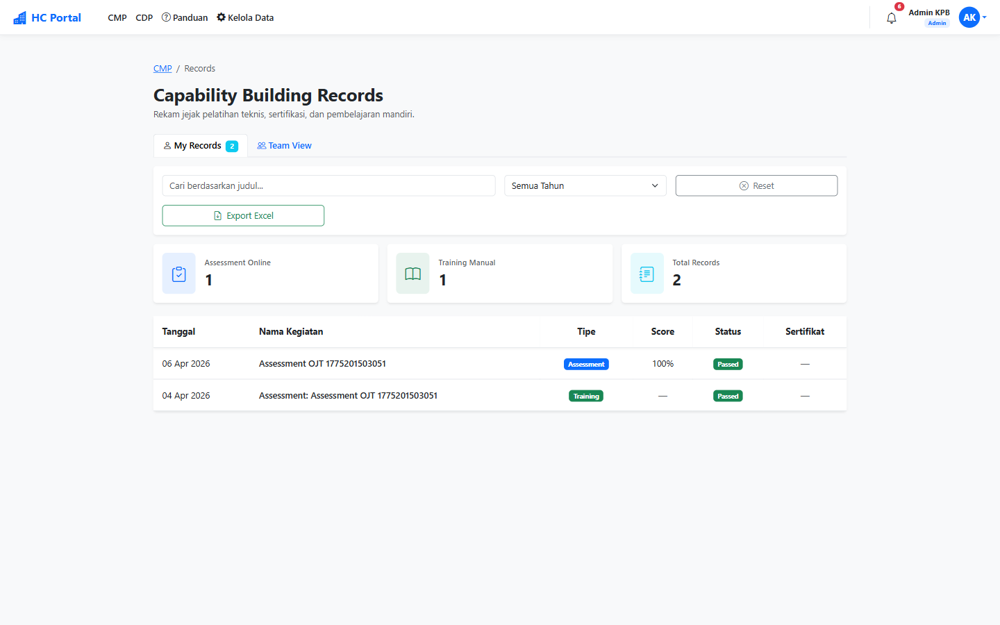 HC Portal CMP CDP Panduan Kelola Data 6 Admin KPB Admin AK
CMP / Records
Capability Building Records
Rekam jejak pelatihan teknis, sertifikasi, dan pembelajaran mandiri.
My Records 2 Team View
Cari berdasarkan judul... Semua Tahun Reset
Export Excel
Assessment Online Training Manual Total Records
1 1 2
Tanggal Nama Kegiatan Tipe Score Status Sertifikat
06 Apr 2026 Assessment OJT 1775201503051 Assessment 100% Passed —
04 Apr 2026 Assessment: Assessment OJT 1775201503051 Training — Passed —